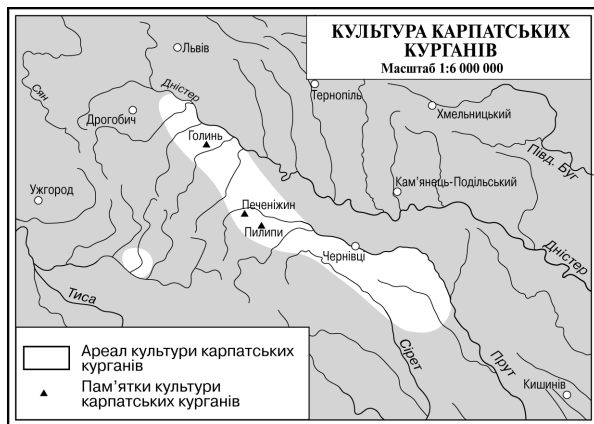 КУЛЬТУРА КАРПАТСЬКИХ
КУРГАНІВ
Масштаб 1:6 000 000
Львів
Сян
Дністер
Тернопіль
Дрогобич
Хмельницький
Голинь
Півд. Буг
Ужгород
Кам'янець-Подільський
Печеніжин
Пилипи
Чернівці
Дністер
Тиса
Сірет
Прут
Кишинів
Ареал культури карпатських
курганів
Пам'ятки культури
карпатських курганів